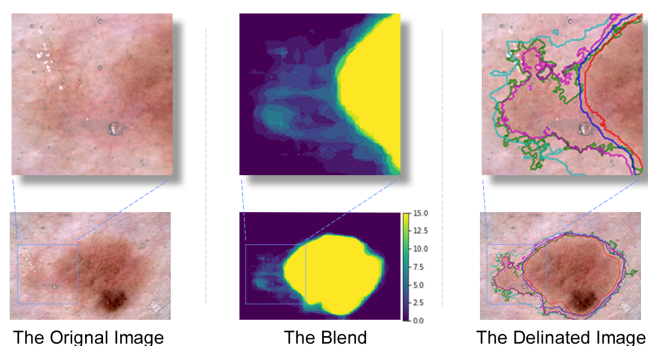 15.0
12.5
10.0
7.5
5.0
2.5
0.0
The Orignal Image
The Blend
The Delinated Image